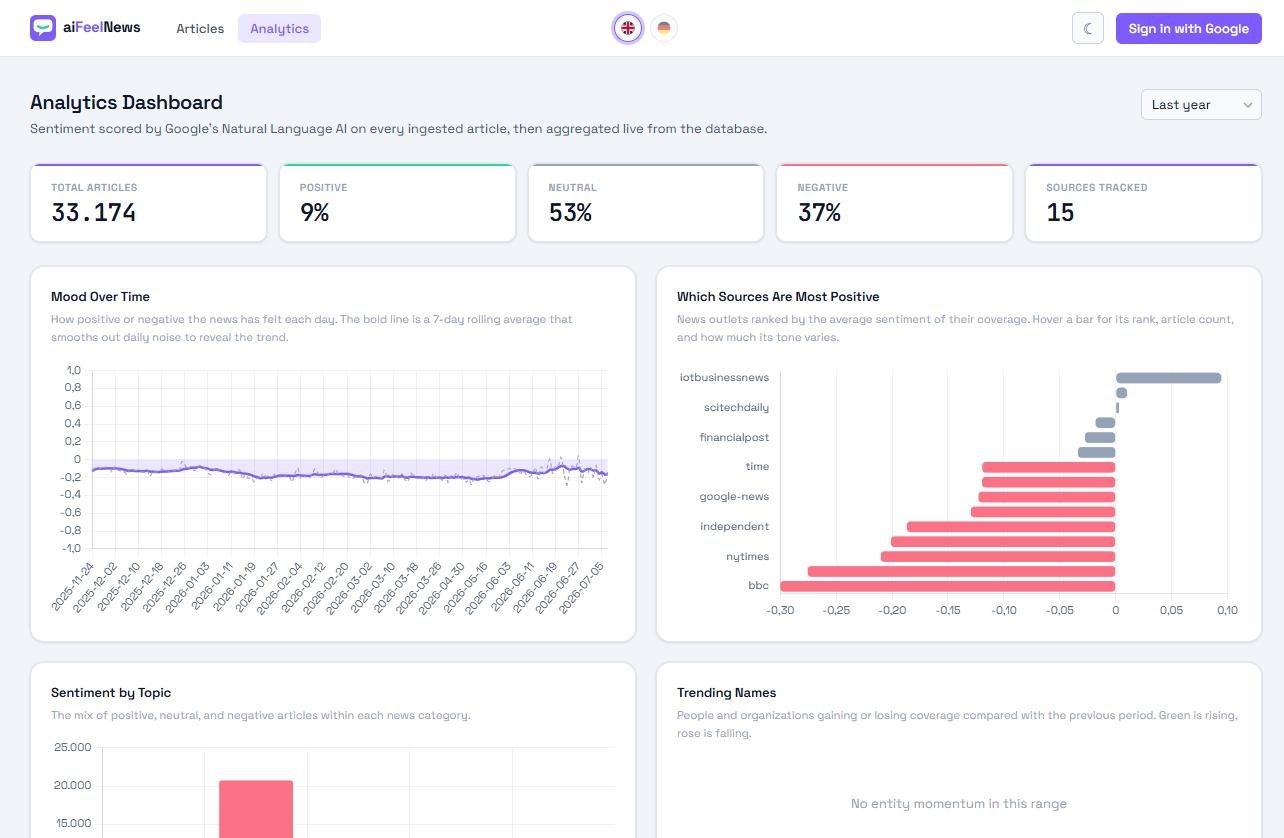 aiFeelNews
Articles
Analytics
Sign in with Google
Analytics Dashboard
Last year
Sentiment scored by Google's Natural Language AI on every ingested article, then aggregated live from the database.
TOTAL ARTICLES
33.174
POSITIVE
9%
NEUTRAL
53%
NEGATIVE
37%
SOURCES TRACKED
15
Mood Over Time
How positive or negative the news has felt each day. The bold line is a 7-day rolling average that
smooths out daily noise to reveal the trend.
1,0
0,8
0,6
0,4
0,2
0
-0,2
-0,4
-0,6
-0,8
-1,0
2025-11-24
2025-12-02
2025-12-10
2025-12-18
2025-12-26
2026-01-03
2026-01-11
2026-01-19
2026-01-27
2026-02-04
2026-02-12
2026-02-20
2026-03-02
2026-03-10
2026-03-18
2026-03-26
2026-04-30
2026-05-16
2026-06-03
2026-06-11
2026-06-19
2026-06-27
2026-07-05
Which Sources Are Most Positive
News outlets ranked by the average sentiment of their coverage. Hover a bar for its rank, article count,
and how much its tone varies.
iotbusinessnews
scitechdaily
financialpost
time
google-news
independent
nytimes
bbc
-0,30
-0,25
-0,20
-0,15
-0,10
-0,05
0
0,05
0,10
Sentiment by Topic
The mix of positive, neutral, and negative articles within each news category.
25.000
20.000
15.000
Trending Names
People and organizations gaining or losing coverage compared with the previous period. Green is rising,
rose is falling.
No entity momentum in this range